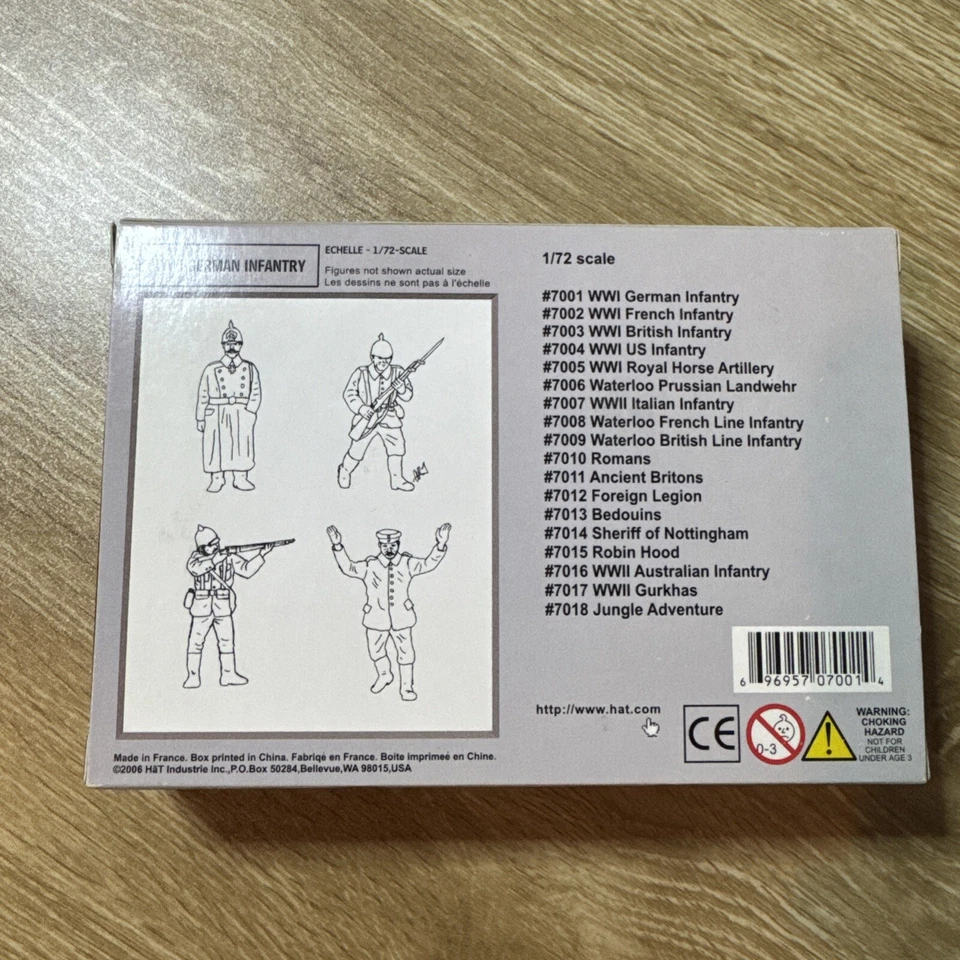 GERMAN INFANTRY
ECHELLE - 1/72-SCALE
Figures not shown actual size
Les dessins ne sont pas à l'échelle
1/72 scale
#7001 WWI German Infantry
#7002 WWI French Infantry
#7003 WWI British Infantry
#7004 WWI US Infantry
#7005 WWI Royal Horse Artillery
#7006 Waterloo Prussian Landwehr
#7007 WWII Italian Infantry
#7008 Waterloo French Line Infantry
#7009 Waterloo British Line Infantry
#7010 Romans
#7011 Ancient Britons
#7012 Foreign Legion
#7013 Bedouins
#7014 Sheriff of Nottingham
#7015 Robin Hood
#7016 WWII Australian Infantry
#7017 WWII Gurkhas
#7018 Jungle Adventure
6 96957 07001 4
http://www.hat.com
CE
0-3
WARNING:
CHOKING
HAZARD
NOT FOR
CHILDREN
UNDER AGE 3
Made in France. Box printed in China. Fabriqé en France. Boite imprimeé en Chine.
©2006 HäT Industrie Inc.,P.O.Box 50284,Bellevue,WA 98015,USA